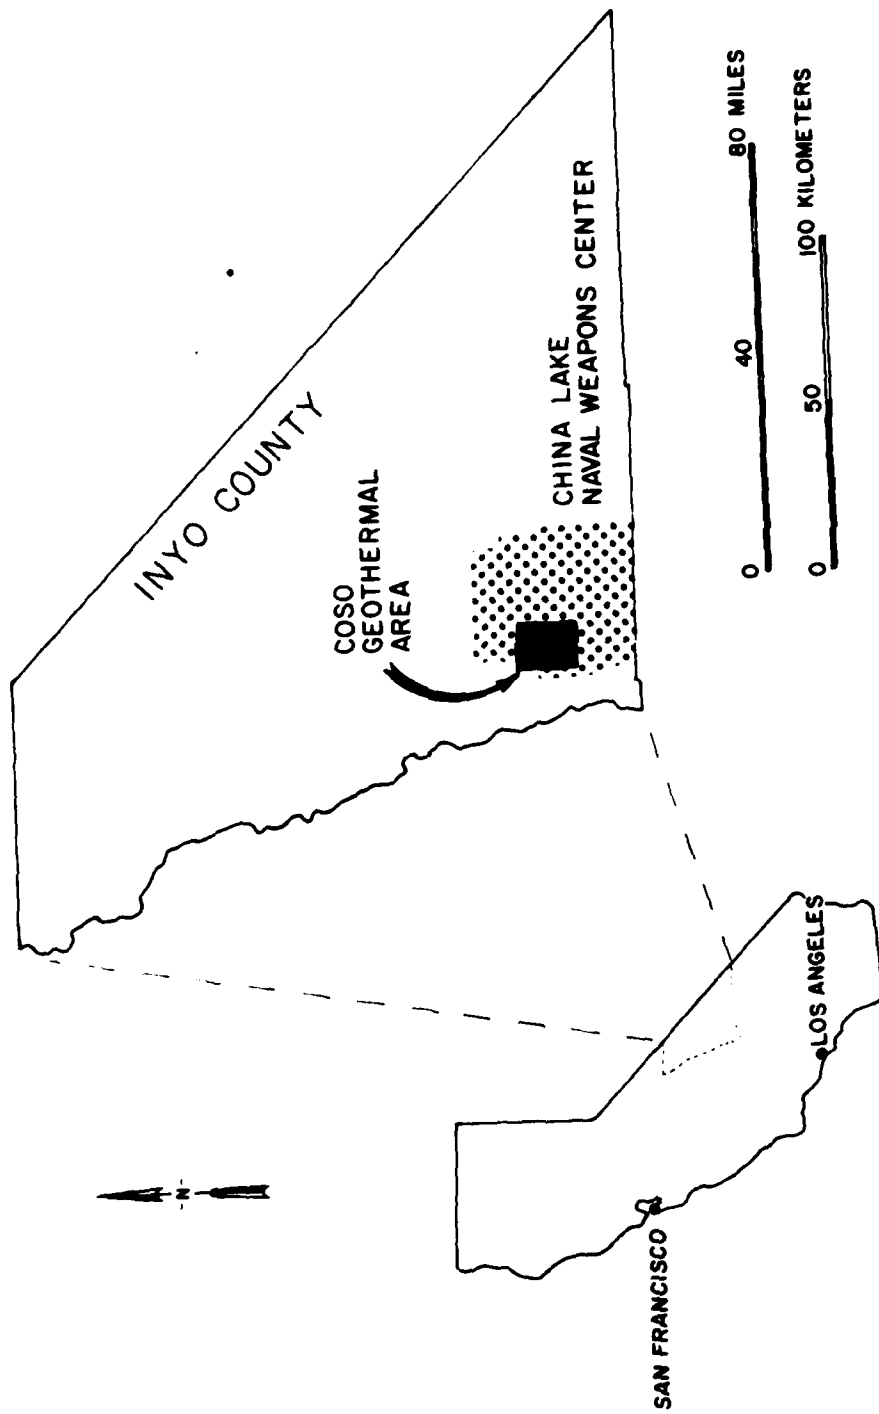 INYO COUNTY
COSO
GEOTHERMAL
AREA
CHINA LAKE
NAVAL WEAPONS CENTER
0
40
80 MILES
0
50
100 KILOMETERS
N
SAN FRANCISCO
LOS ANGELES